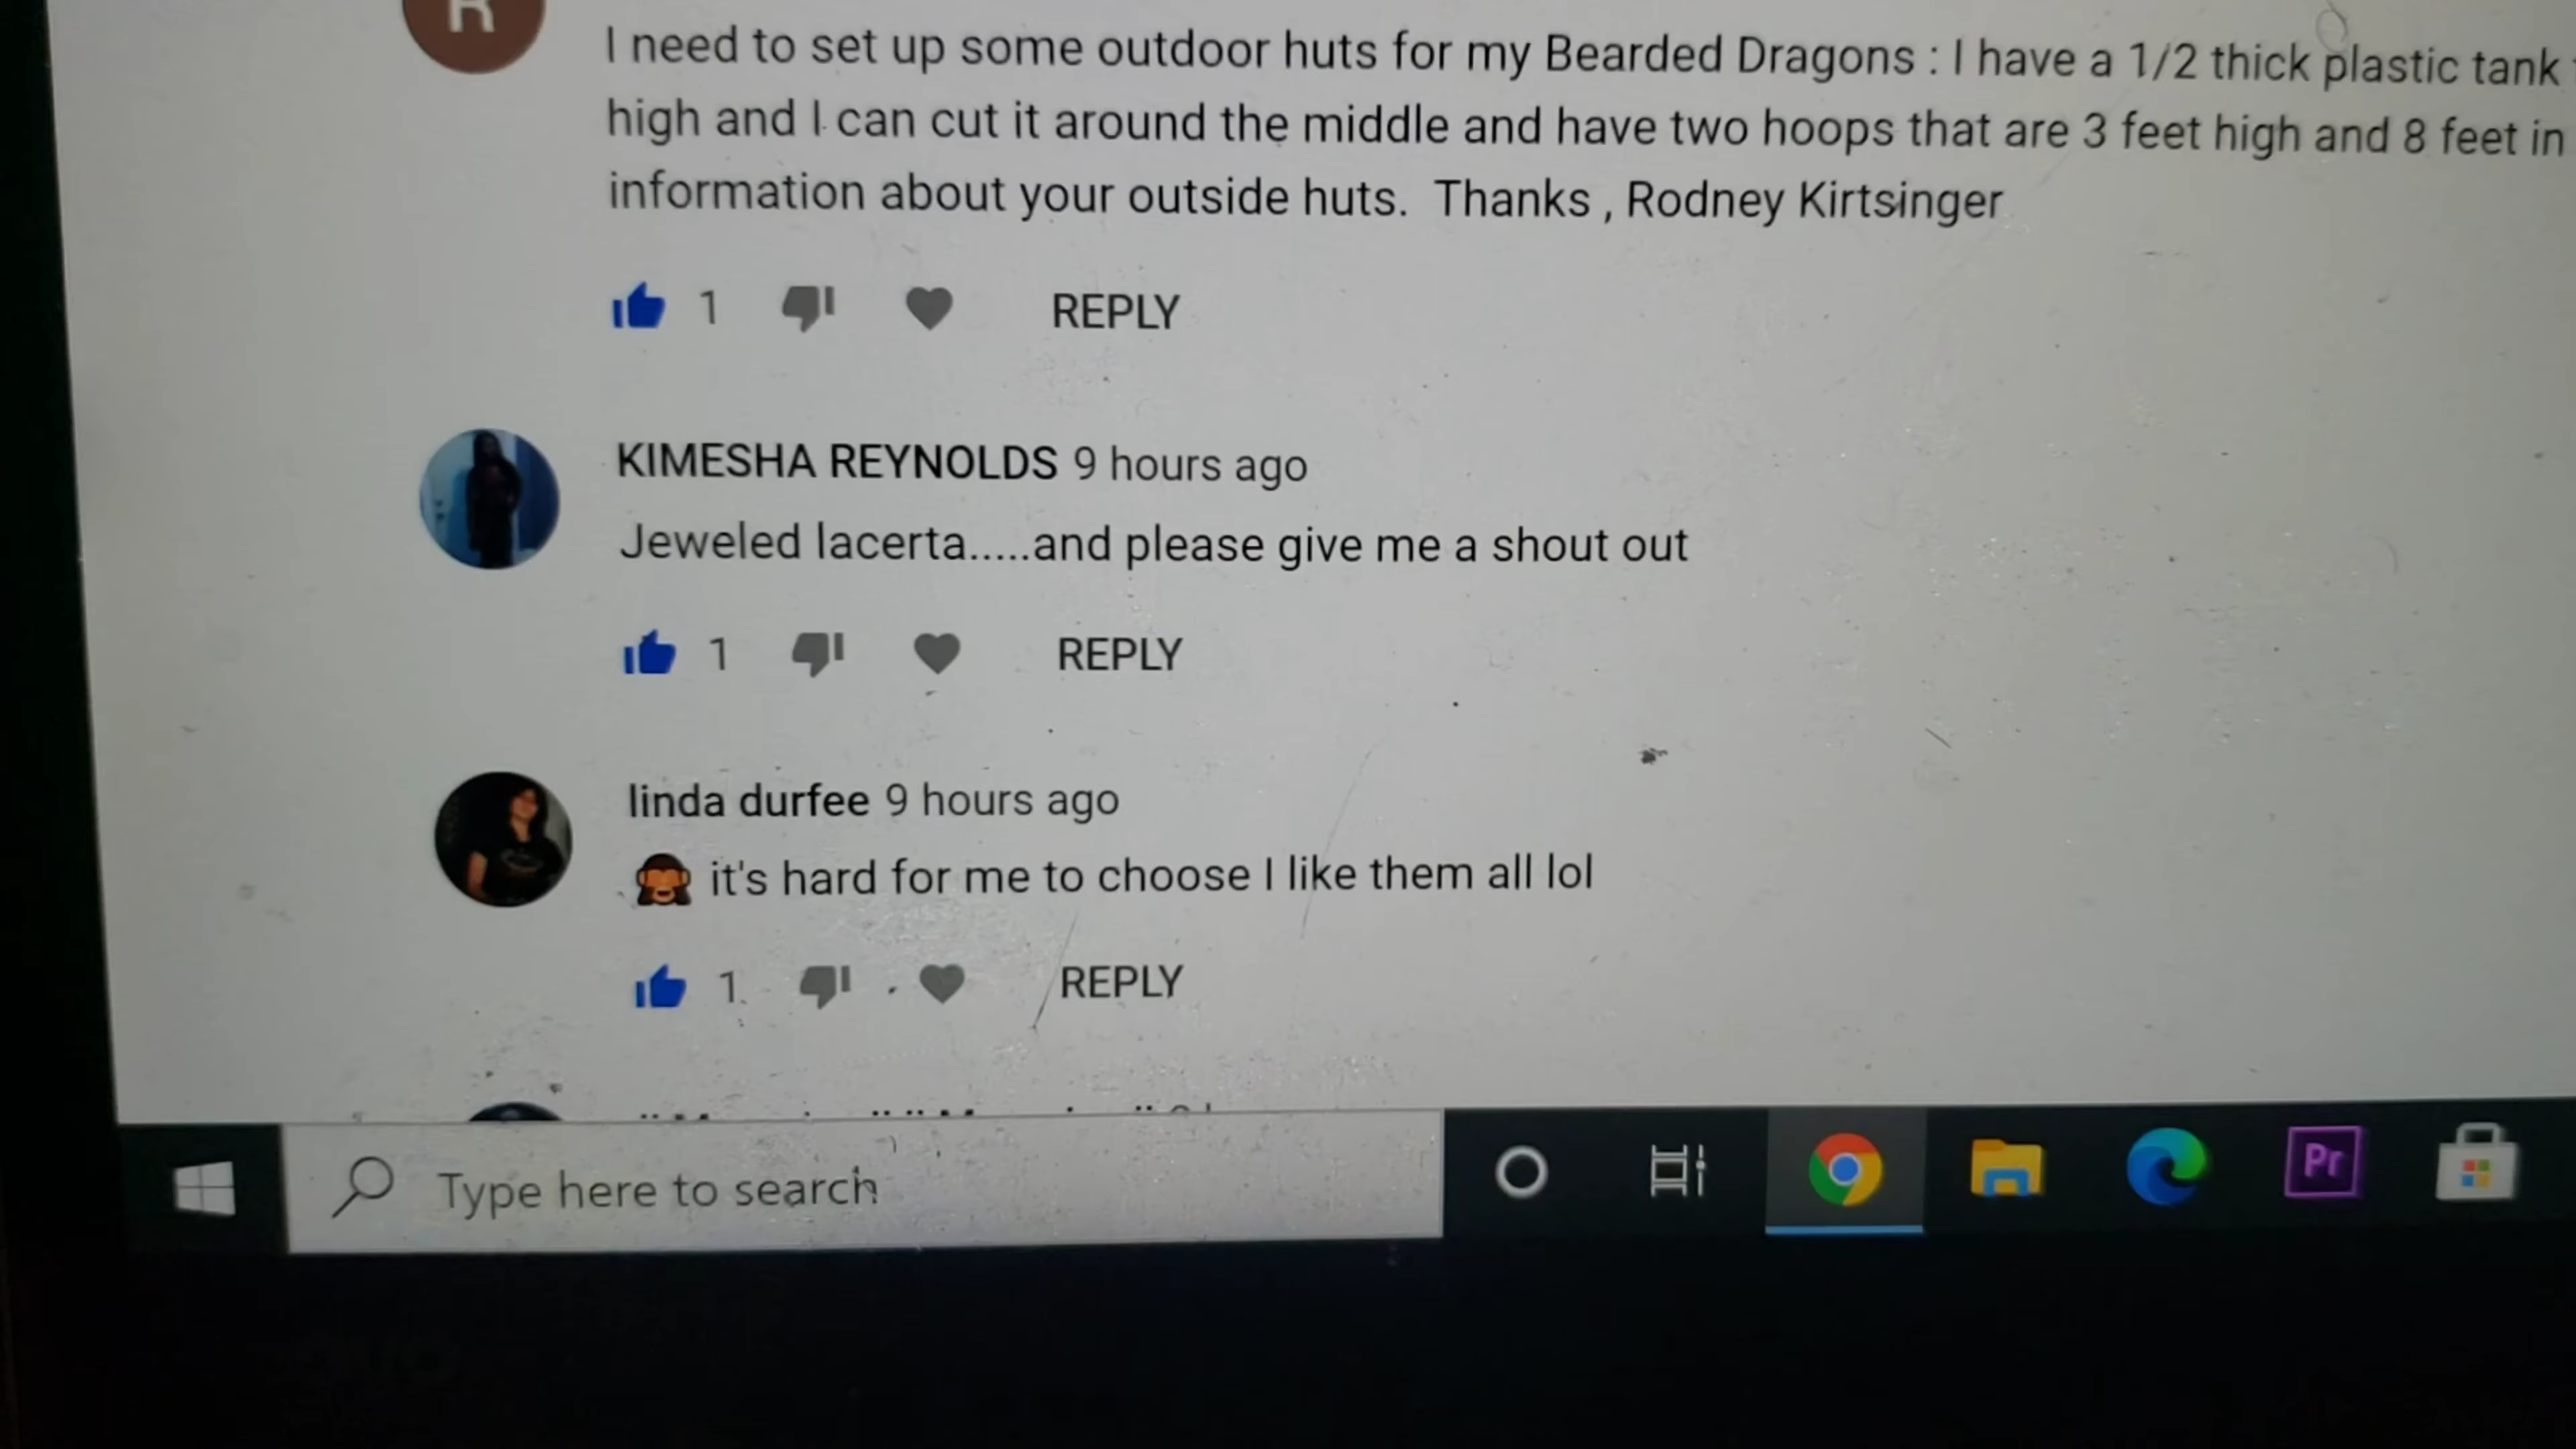 R
I need to set up some outdoor huts for my Bearded Dragons : I have a 1/2 thick plastic tank
high and I can cut it around the middle and have two hoops that are 3 feet high and 8 feet in
information about your outside huts. Thanks , Rodney Kirtsinger
1 REPLY
KIMESHA REYNOLDS 9 hours ago
Jeweled lacerta.....and please give me a shout out
1 REPLY
linda durfee 9 hours ago
🙈 it's hard for me to choose I like them all lol
1 REPLY
Type here to search
Pr